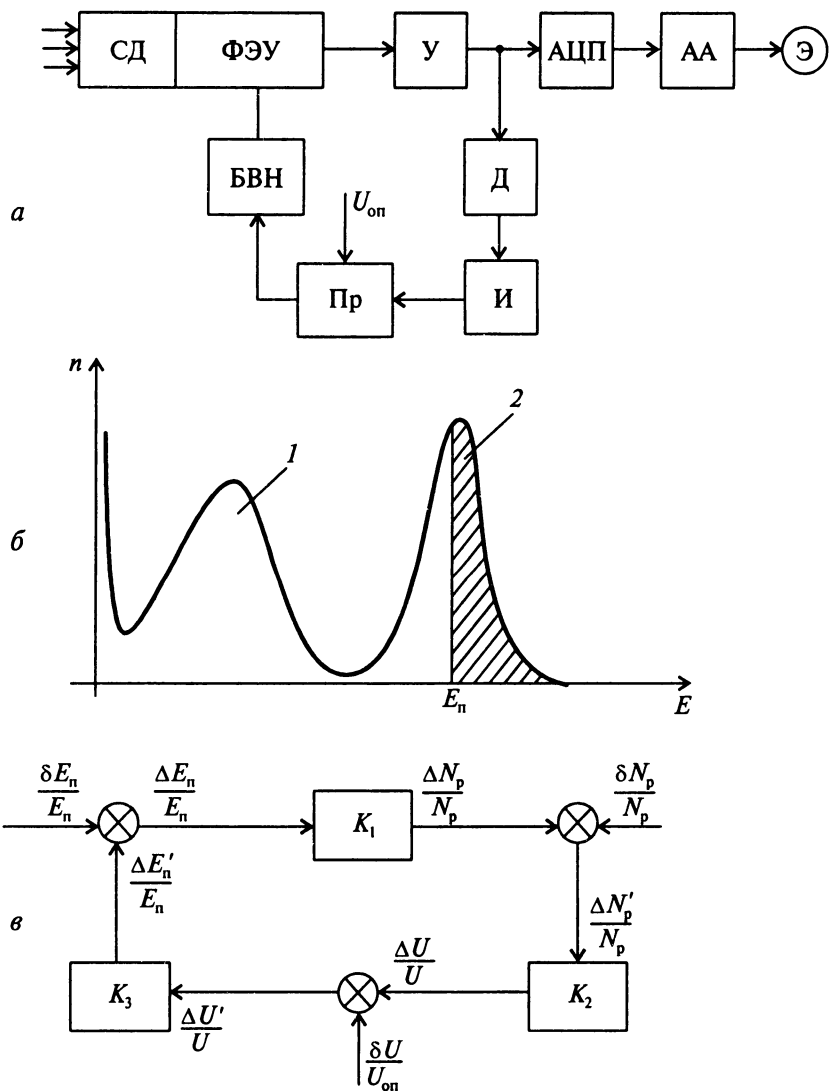 СД ФЭУ У АЦП АА Э
БВН Д
а
U_оп
Пр И
n
1
2
б
E_п
E
δE_п/E_п ΔE_п/E_п ΔN_р/N_р δN_р/N_р
K_1
ΔE_п'/E_п ΔN_р'/N_р
в
ΔU/U
K_3 K_2
ΔU'/U
δU/U_оп